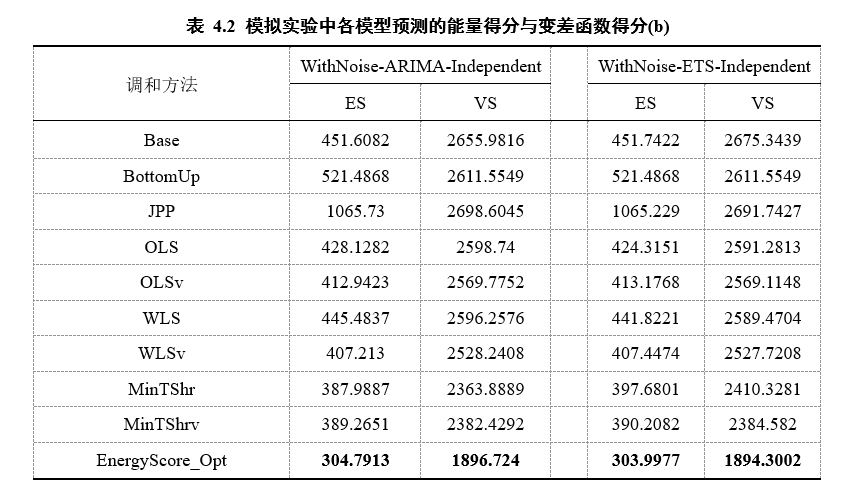 表 4.2 模拟实验中各模型预测的能量得分与变差函数得分(b)
调和方法 WithNoise-ARIMA-Independent WithNoise-ETS-Independent
ES VS ES VS
Base 451.6082 2655.9816 451.7422 2675.3439
BottomUp 521.4868 2611.5549 521.4868 2611.5549
JPP 1065.73 2698.6045 1065.229 2691.7427
OLS 428.1282 2598.74 424.3151 2591.2813
OLSv 412.9423 2569.7752 413.1768 2569.1148
WLS 445.4837 2596.2576 441.8221 2589.4704
WLSv 407.213 2528.2408 407.4474 2527.7208
MinTShr 387.9887 2363.8889 397.6801 2410.3281
MinTShrv 389.2651 2382.4292 390.2082 2384.582
EnergyScore_Opt 304.7913 1896.724 303.9977 1894.3002